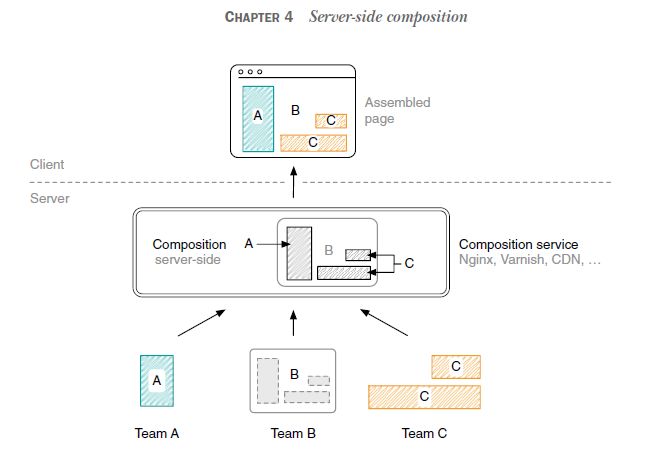 CHAPTER 4 Server-side composition
A
B
C
C
Assembled
page
Client
Server
Composition
server-side
A
B
C
Composition service
Nginx, Varnish, CDN, ...
A
B
C
C
Team A
Team B
Team C